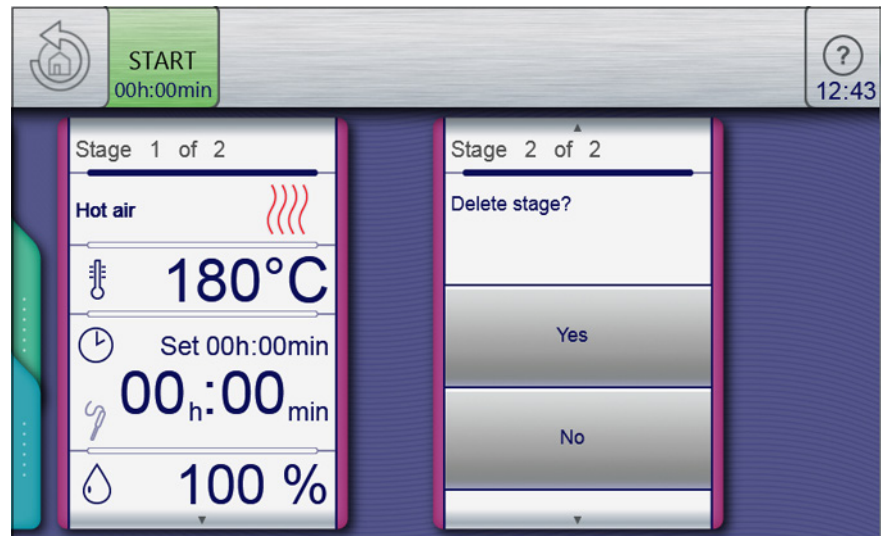 START
00h:00min
?
12:43
Stage 1 of 2
Hot air
180°C
Set 00h:00min
00h:00min
100 %
Stage 2 of 2
Delete stage?
Yes
No